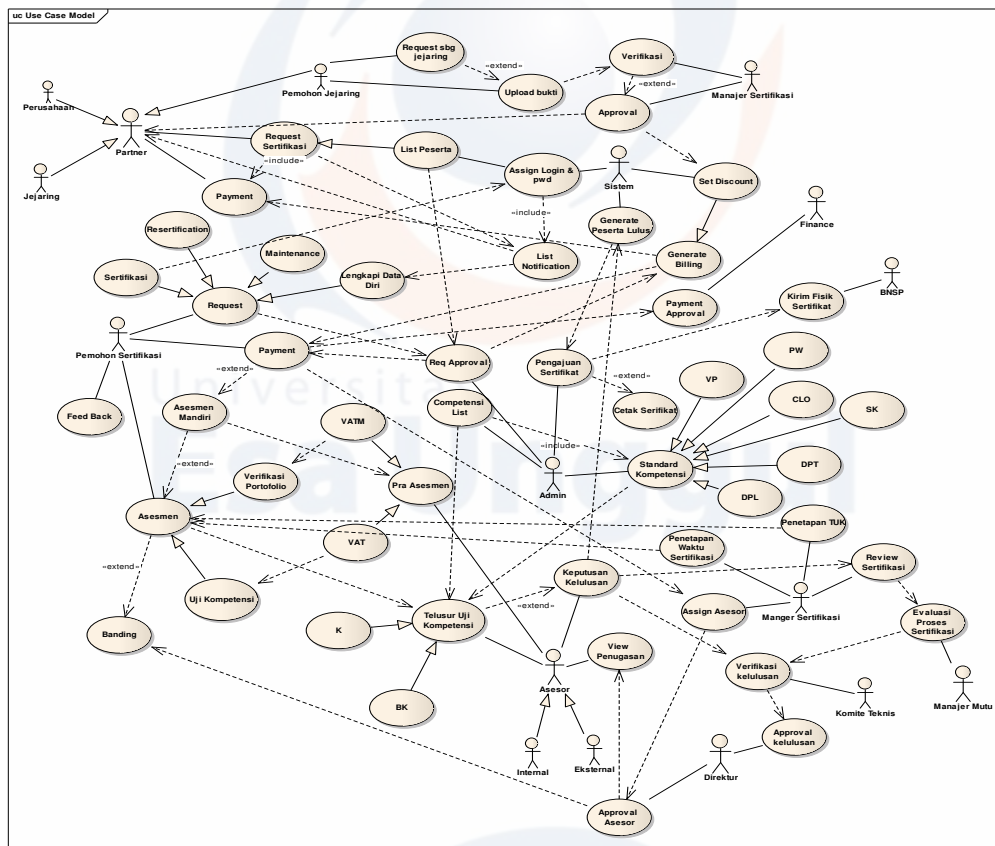 uc Use Case Model
Request sbg
jejaring
«extend»
Verifikasi
Pemohon Jejaring
Upload bukti
«extend»
Manajer Sertifikasi
Perusahaan
Approval
Partner
Request
Sertifikasi
«include»
List Peserta
Assign Login &
pwd
Sistem
Set Discount
Jejaring
Payment
«include»
Generate
Peserta Lulus
Finance
Resertification
Maintenance
List
Notification
Generate
Billing
Sertifikasi
Lengkapi Data
Diri
Request
Payment
Approval
Kirim Fisik
Sertifikat
BNSP
Pemohon Sertifikasi
Payment
Req Approval
Pengajuan
Sertifikat
PW
«extend»
«extend»
VP
Universitas
Esa Unggul
Feed Back
Asesmen
Mandiri
VATM
Competensi
List
Cetak Serifikat
CLO
SK
«include»
«extend»
Verifikasi
Portofolio
Pra Asesmen
Admin
Standard
Kompetensi
DPT
DPL
Asesmen
Penetapan TUK
VAT
Penetapan
Waktu
Sertifikasi
Review
Sertifikasi
«extend»
Uji Kompetensi
Keputusan
Kelulusan
«extend»
Assign Asesor
Manger Sertifikasi
Evaluasi
Proses
Sertifikasi
Banding
K
Telusur Uji
Kompetensi
View
Penugasan
Verifikasi
kelulusan
Asesor
Komite Teknis
Manajer Mutu
BK
Approval
kelulusan
Internal
Eksternal
Direktur
Approval
Asesor